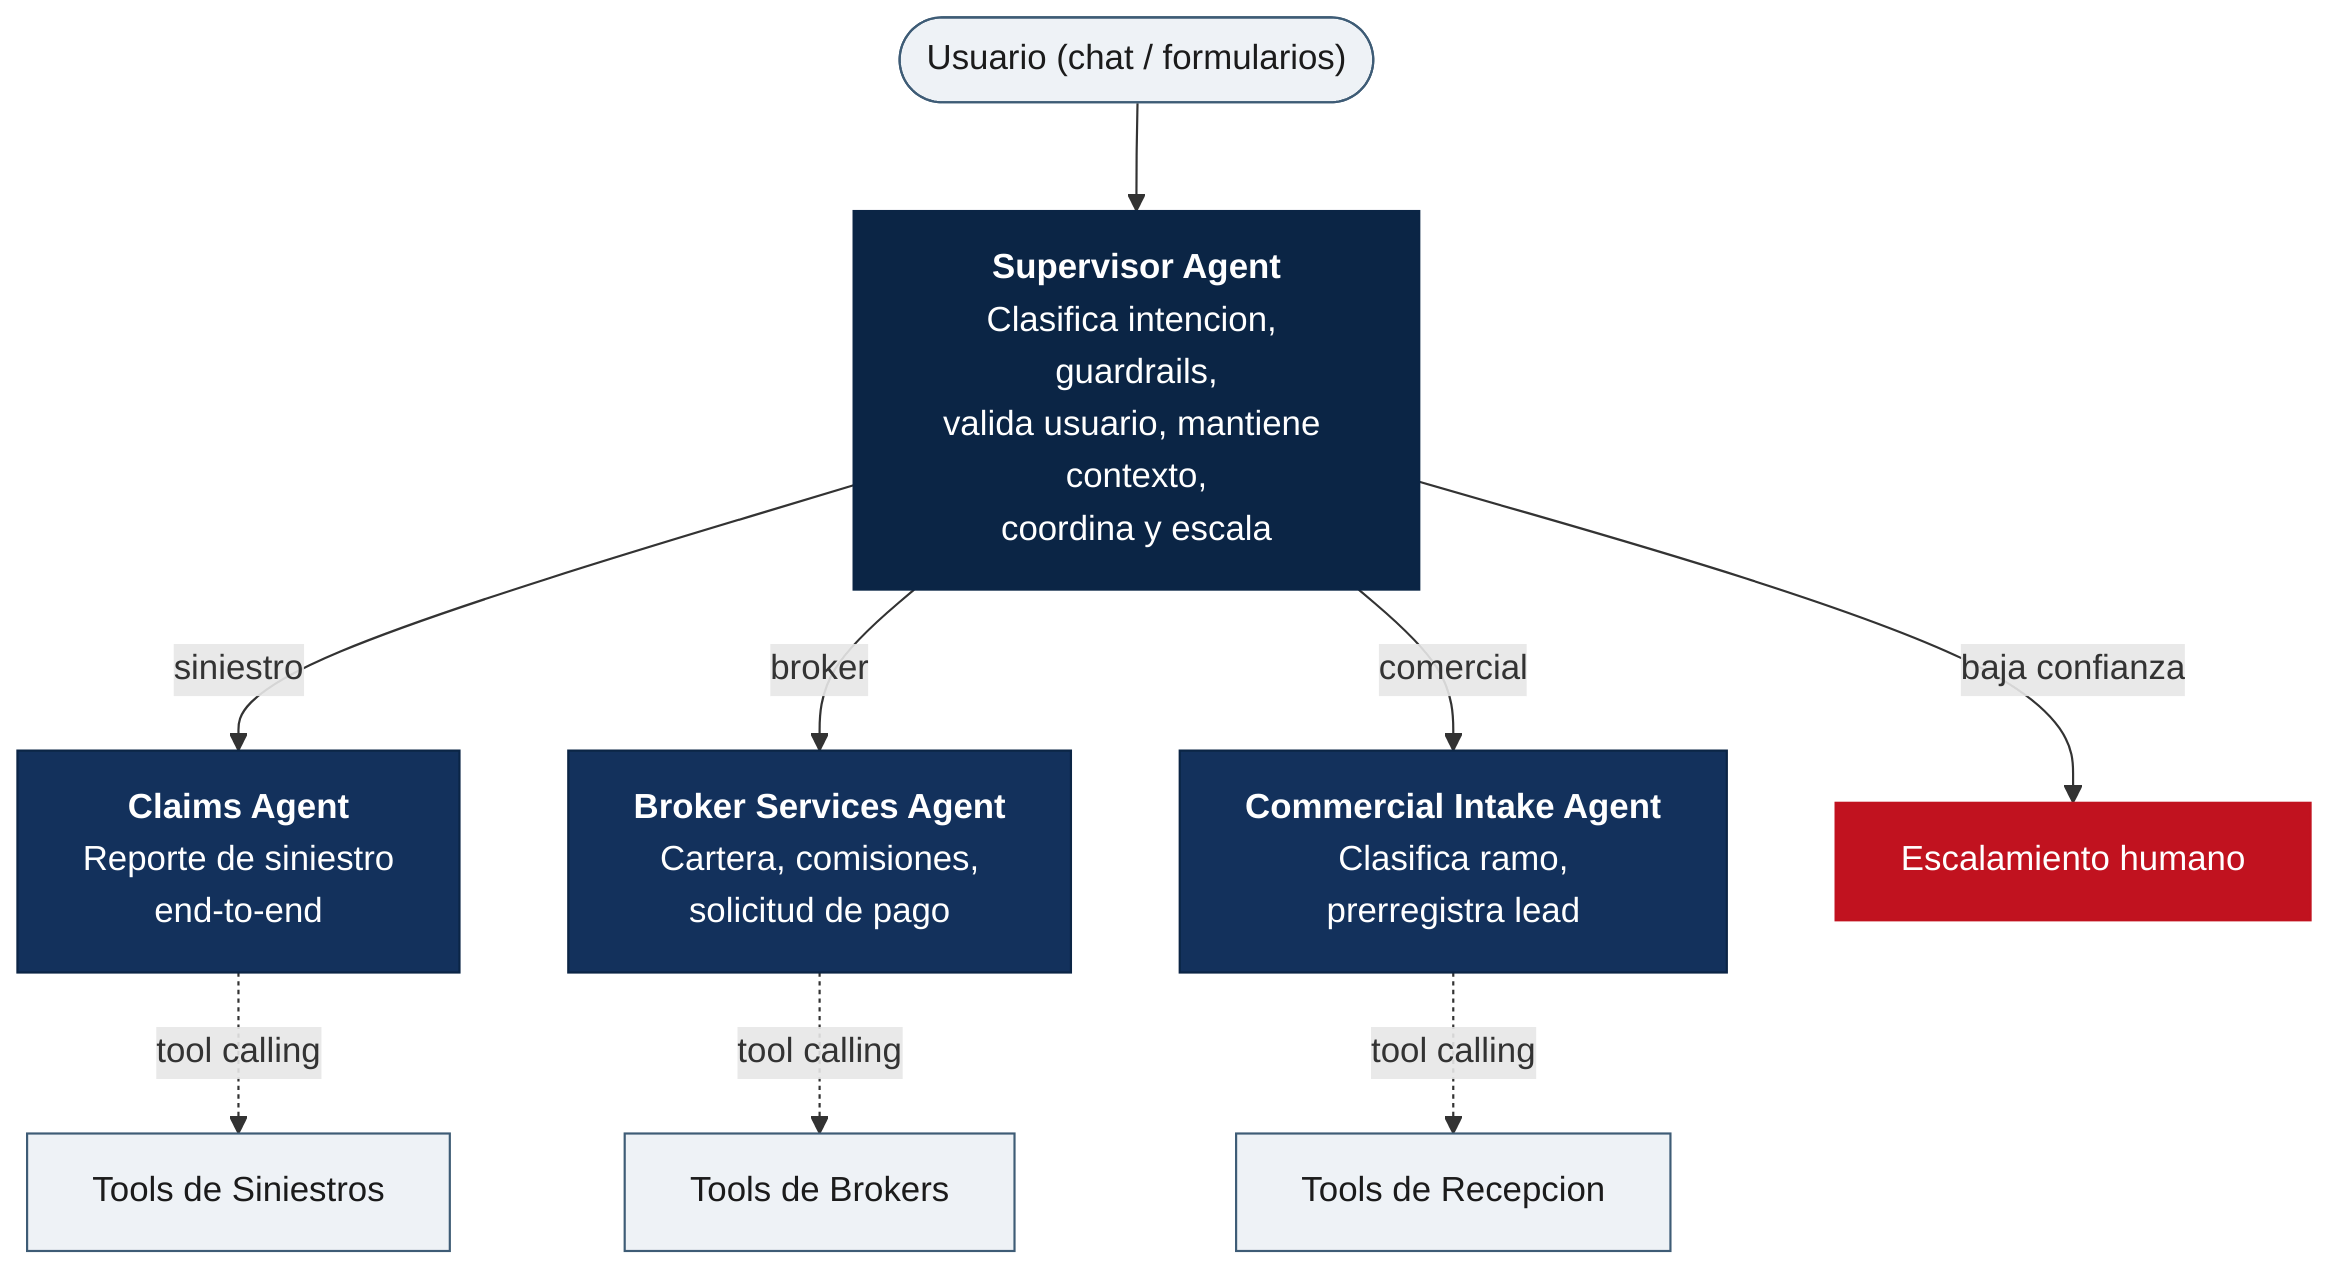 Usuario (chat / formularios)
Supervisor Agent
Clasifica intencion,
guardrails,
valida usuario, mantiene
contexto,
coordina y escala
siniestro
broker
comercial
baja confianza
Claims Agent
Reporte de siniestro
end-to-end
Broker Services Agent
Cartera, comisiones,
solicitud de pago
Commercial Intake Agent
Clasifica ramo,
prerregistra lead
Escalamiento humano
tool calling
tool calling
tool calling
Tools de Siniestros
Tools de Brokers
Tools de Recepcion